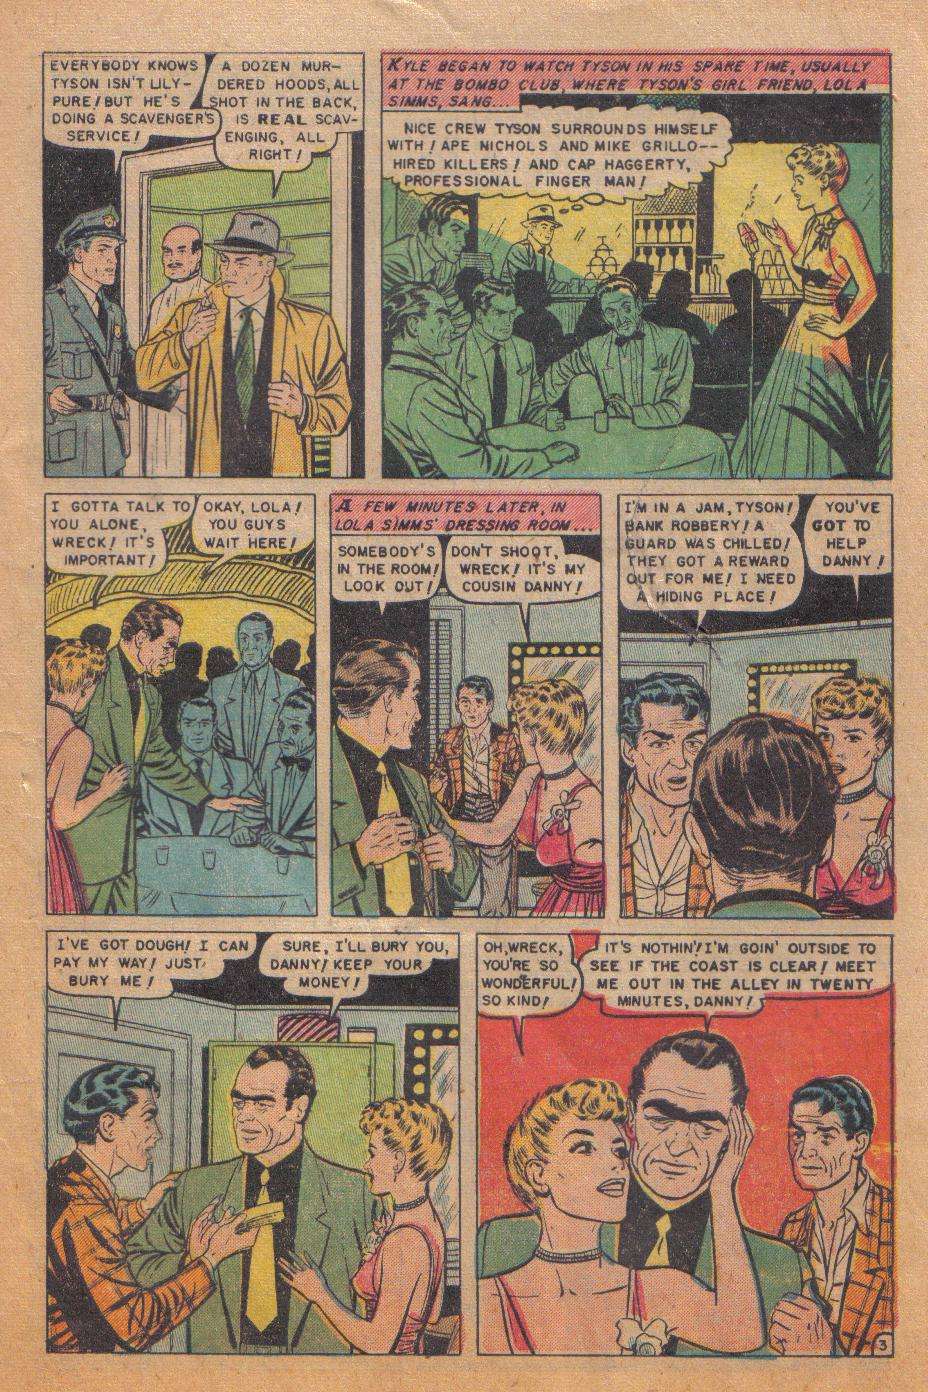 EVERYBODY KNOWS
TYSON ISN'T LILY-
PURE! BUT HE'S
DOING A SCAVENGER'S
SERVICE!
A DOZEN MUR-
DERED HOODS, ALL
SHOT IN THE BACK,
IS REAL SCAV-
ENGING, ALL
RIGHT!
KYLE BEGAN TO WATCH TYSON IN HIS SPARE TIME, USUALLY
AT THE BOMBO CLUB, WHERE TYSON'S GIRL FRIEND, LOLA
SIMMS, SANG...
NICE CREW TYSON SURROUNDS HIMSELF
WITH! APE NICHOLS AND MIKE GRILLO--
HIRED KILLERS! AND CAP HAGGERTY,
PROFESSIONAL FINGER MAN!
I GOTTA TALK TO
YOU ALONE,
WRECK! IT'S
IMPORTANT!
OKAY, LOLA!
YOU GUYS
WAIT HERE!
A FEW MINUTES LATER, IN
LOLA SIMMS' DRESSING ROOM...
SOMEBODY'S
IN THE ROOM!
LOOK OUT!
DON'T SHOOT,
WRECK! IT'S MY
COUSIN DANNY!
I'M IN A JAM, TYSON!
BANK ROBBERY! A
GUARD WAS CHILLED!
THEY GOT A REWARD
OUT FOR ME! I NEED
A HIDING PLACE!
YOU'VE
GOT TO
HELP
DANNY!
I'VE GOT DOUGH! I CAN
PAY MY WAY! JUST
BURY ME!
SURE, I'LL BURY YOU,
DANNY! KEEP YOUR
MONEY!
OH, WRECK,
YOU'RE SO
WONDERFUL!
SO KIND!
IT'S NOTHIN'! I'M GOIN' OUTSIDE TO
SEE IF THE COAST IS CLEAR! MEET
ME OUT IN THE ALLEY IN TWENTY
MINUTES, DANNY!
3